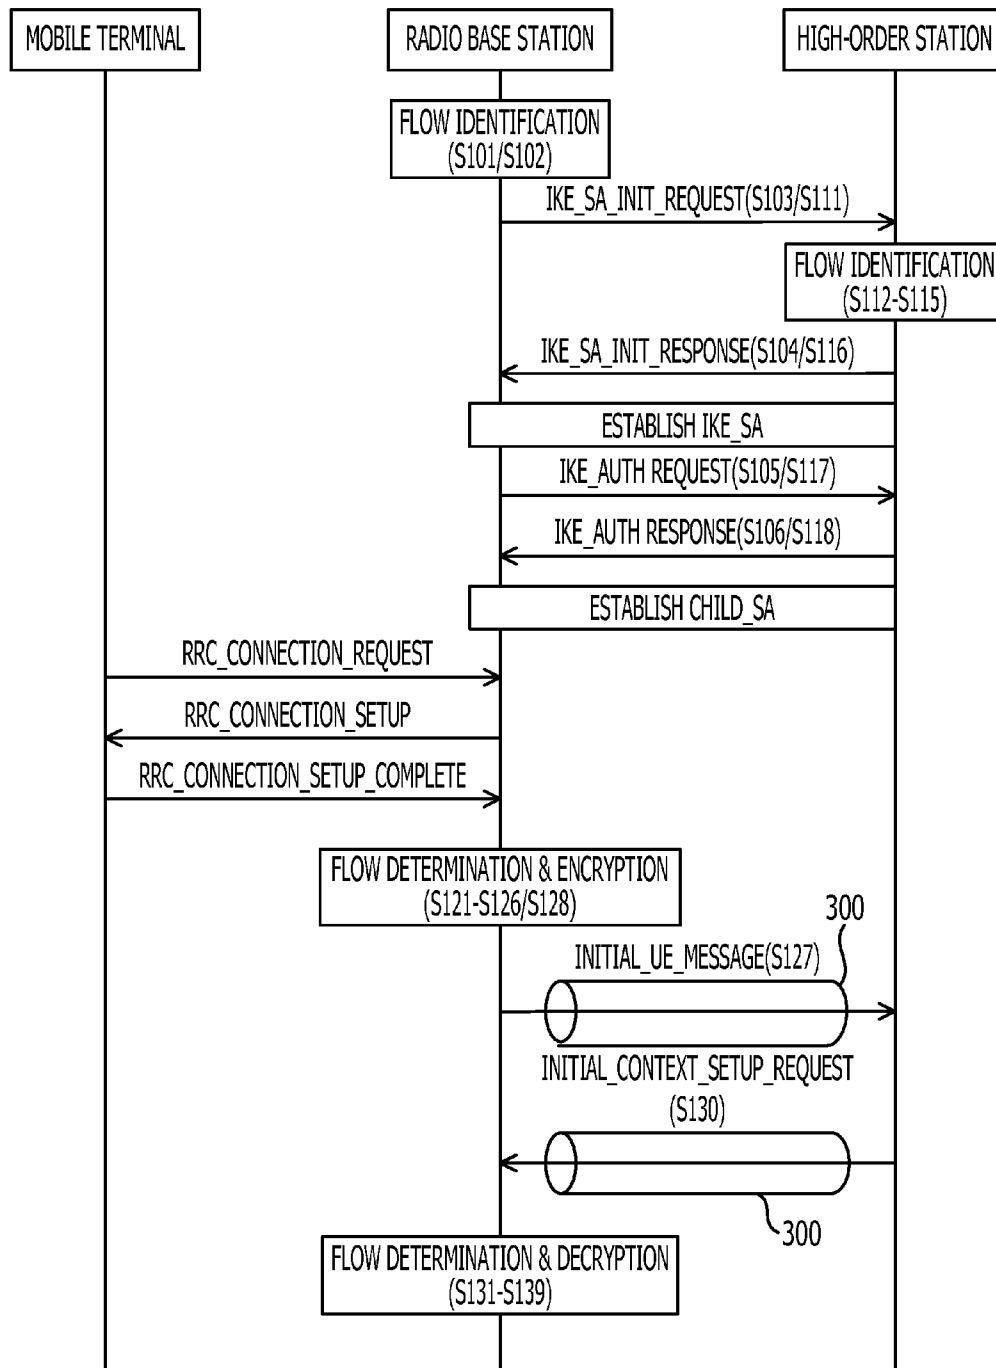 MOBILE TERMINAL
RADIO BASE STATION
HIGH-ORDER STATION
FLOW IDENTIFICATION
(S101/S102)
IKE_SA_INIT_REQUEST(S103/S111)
FLOW IDENTIFICATION
(S112-S115)
IKE_SA_INIT_RESPONSE(S104/S116)
ESTABLISH IKE_SA
IKE_AUTH REQUEST(S105/S117)
IKE_AUTH RESPONSE(S106/S118)
ESTABLISH CHILD_SA
RRC_CONNECTION_REQUEST
RRC_CONNECTION_SETUP
RRC_CONNECTION_SETUP_COMPLETE
FLOW DETERMINATION & ENCRYPTION
(S121-S126/S128)
300
INITIAL_UE_MESSAGE(S127)
INITIAL_CONTEXT_SETUP_REQUEST
(S130)
300
FLOW DETERMINATION & DECRYPTION
(S131-S139)